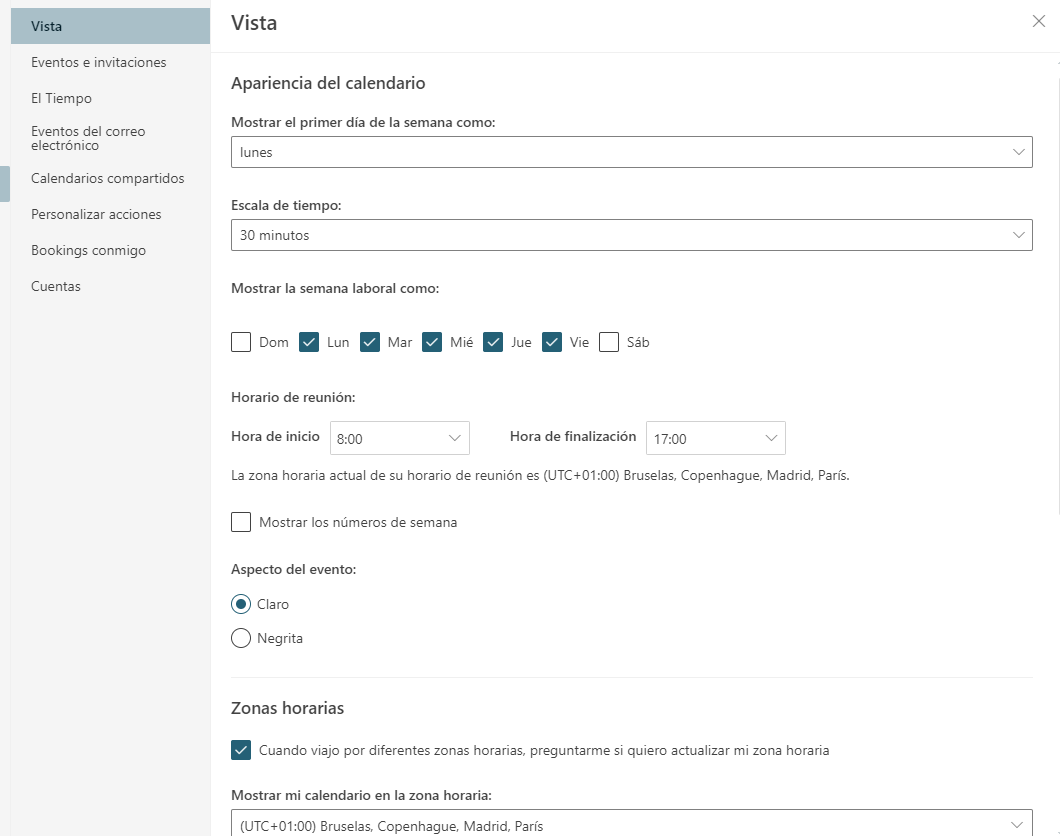 Vista
Eventos e invitaciones
El Tiempo
Eventos del correo
electrónico
Calendarios compartidos
Personalizar acciones
Bookings conmigo
Cuentas
Vista
Apariencia del calendario
Mostrar el primer día de la semana como:
lunes
Escala de tiempo:
30 minutos
Mostrar la semana laboral como:
Dom Lun Mar Mié Jue Vie Sáb
Horario de reunión:
Hora de inicio 8:00 Hora de finalización 17:00
La zona horaria actual de su horario de reunión es (UTC+01:00) Bruselas, Copenhague, Madrid, París.
Mostrar los números de semana
Aspecto del evento:
Claro
Negrita
Zonas horarias
Cuando viajo por diferentes zonas horarias, preguntarme si quiero actualizar mi zona horaria
Mostrar mi calendario en la zona horaria:
(UTC+01:00) Bruselas, Copenhague, Madrid, París